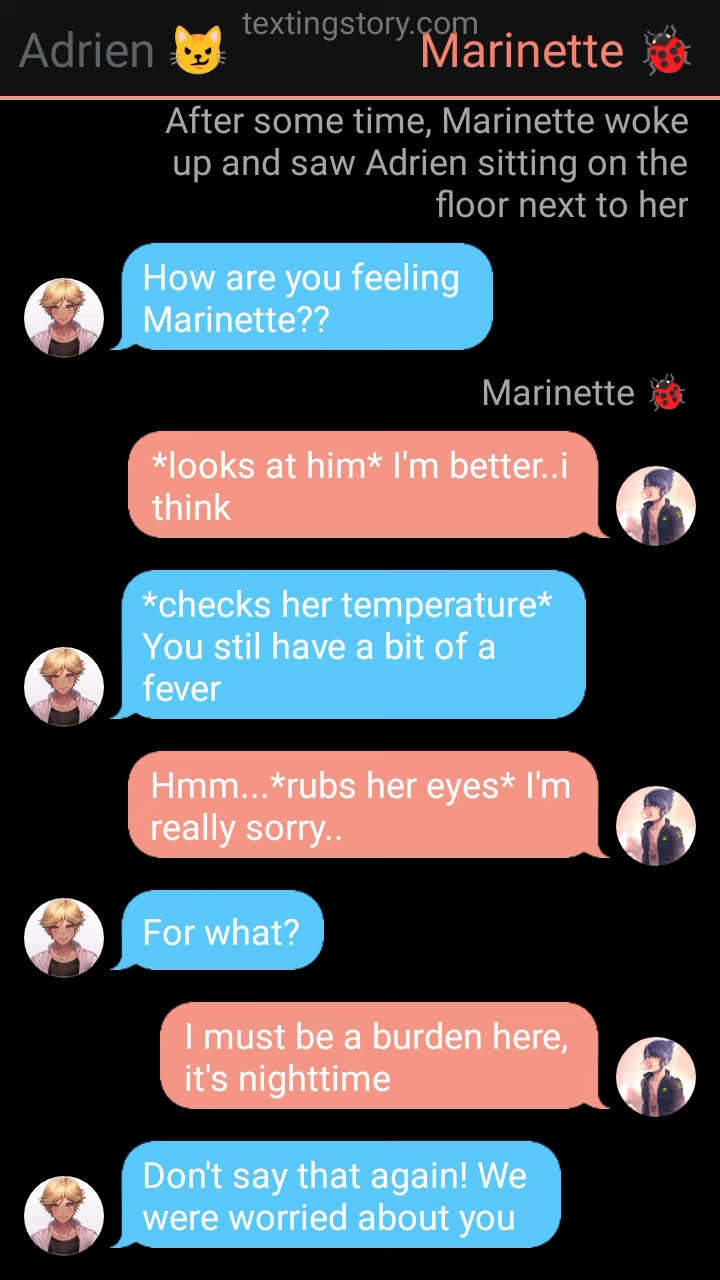 textingstory.com
Adrien 😼 Marinette 🐞
After some time, Marinette woke
up and saw Adrien sitting on the
floor next to her
How are you feeling
Marinette??
Marinette 🐞
*looks at him* I'm better..i
think
*checks her temperature*
You stil have a bit of a
fever
Hmm...*rubs her eyes* I'm
really sorry..
For what?
I must be a burden here,
it's nighttime
Don't say that again! We
were worried about you